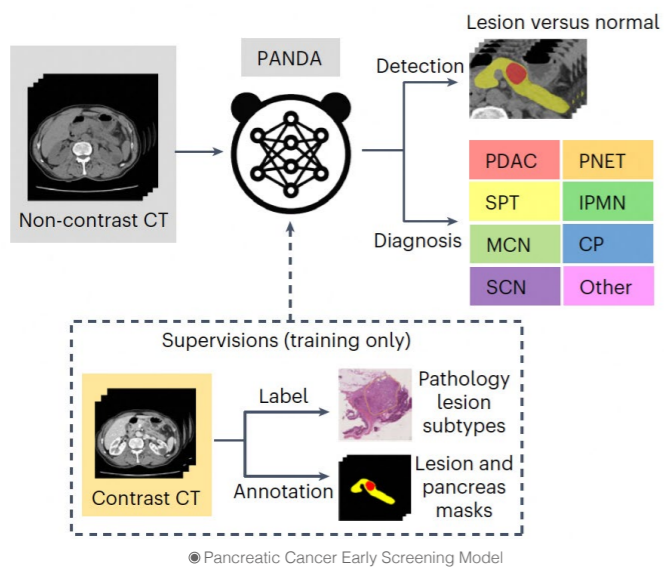 Lesion versus normal
PANDA
Detection
Non-contrast CT
Diagnosis
PDAC
PNET
SPT
IPMN
MCN
CP
SCN
Other
Supervisions (training only)
Label
Pathology
lesion
subtypes
Contrast CT
Annotation
Lesion and
pancreas
masks
◉Pancreatic Cancer Early Screening Model